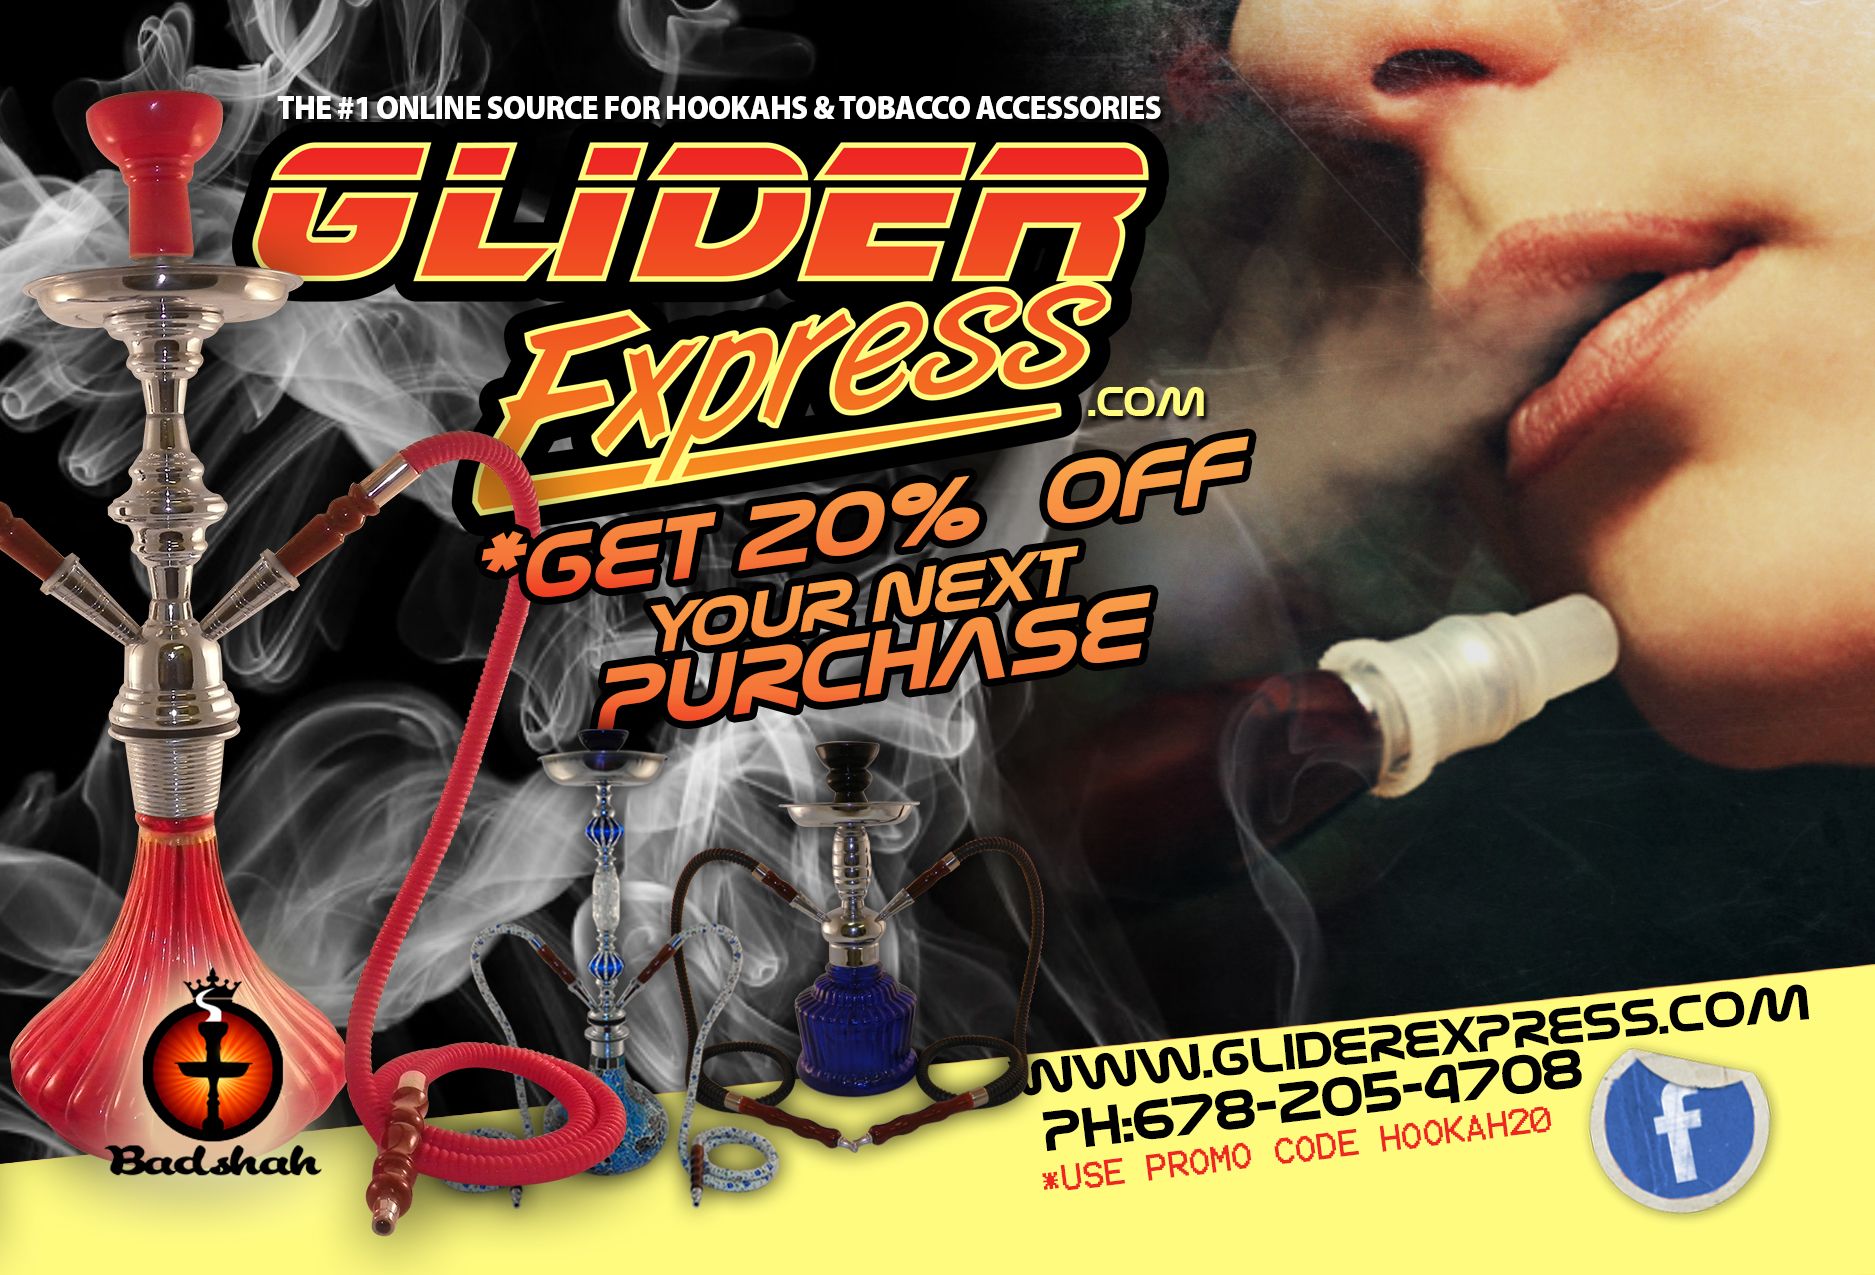 THE #1 ONLINE SOURCE FOR HOOKAHS & TOBACCO ACCESSORIES
GLIDER
Express
.COM
*GET 20% OFF
YOUR NEXT
PURCHASE
WWW.GLIDEREXPRESS.COM
PH:678-205-4708
*USE PROMO CODE HOOKAH20
f
Badshah